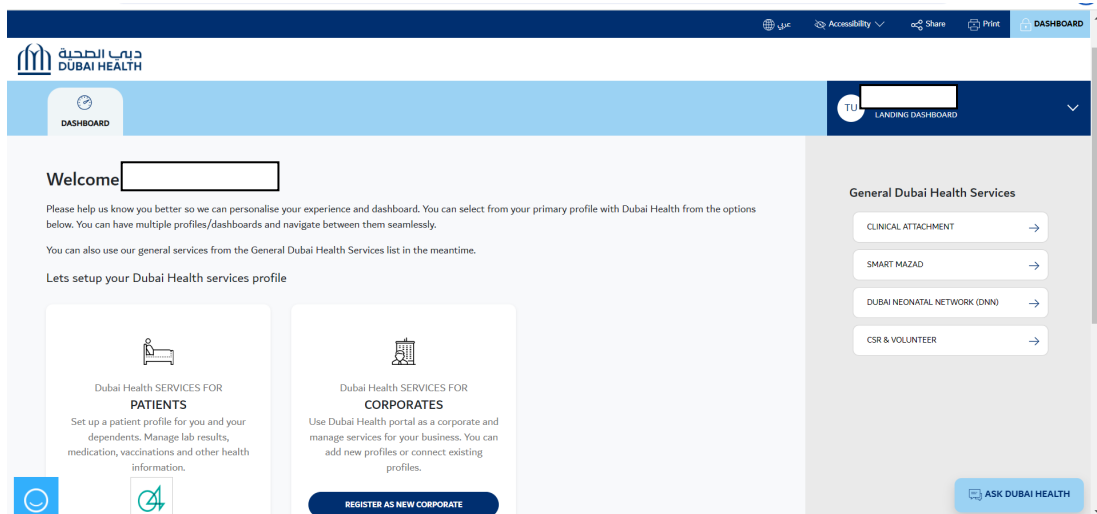 عربي
Accessibility
Share
Print
DASHBOARD
دبي الصحية
DUBAI HEALTH
DASHBOARD
TU
LANDING DASHBOARD
Welcome
Please help us know you better so we can personalise your experience and dashboard. You can select from your primary profile with Dubai Health from the options
below. You can have multiple profiles/dashboards and navigate between them seamlessly.
You can also use our general services from the General Dubai Health Services list in the meantime.
Lets setup your Dubai Health services profile
Dubai Health SERVICES FOR
PATIENTS
Set up a patient profile for you and your
dependents. Manage lab results,
medication, vaccinations and other health
information.
Dubai Health SERVICES FOR
CORPORATES
Use Dubai Health portal as a corporate and
manage services for your business. You can
add new profiles or connect existing
profiles.
REGISTER AS NEW CORPORATE
General Dubai Health Services
CLINICAL ATTACHMENT
SMART MAZAD
DUBAI NEONATAL NETWORK (DNN)
CSR & VOLUNTEER
ASK DUBAI HEALTH